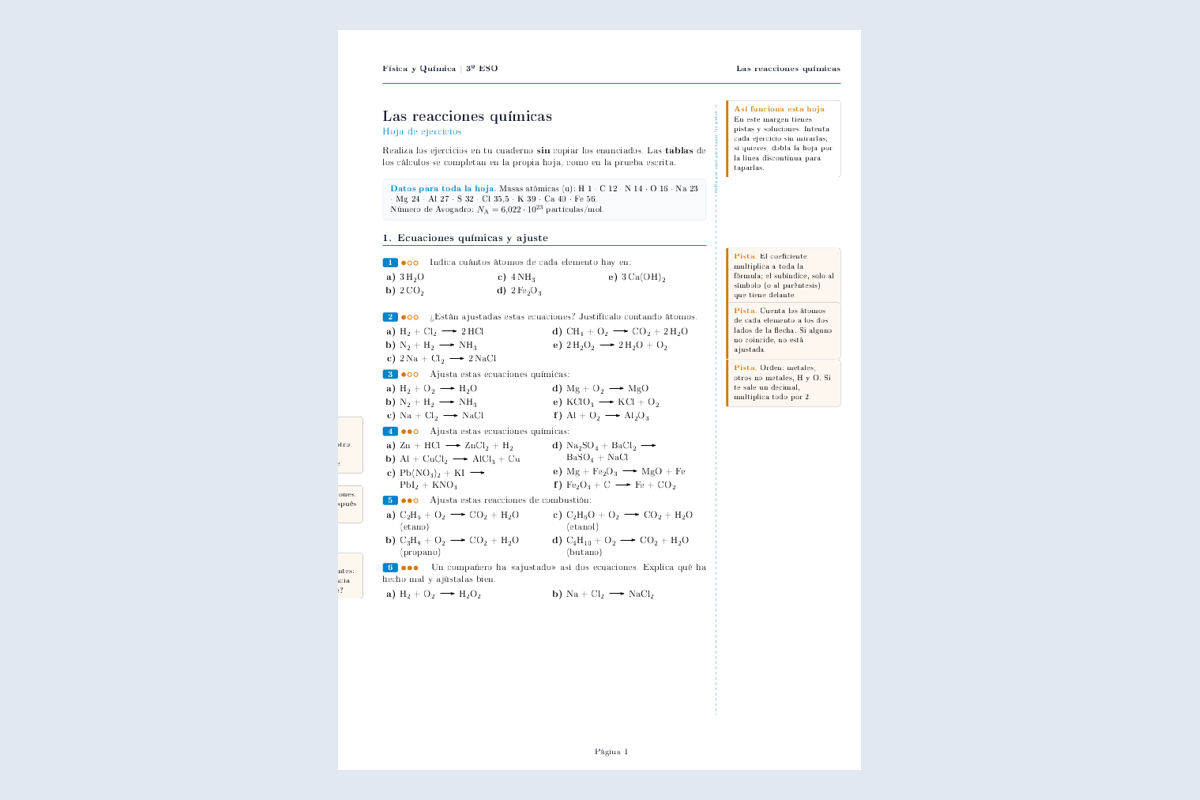 Física y Química | 3º ESO
Las reacciones químicas
Las reacciones químicas
Hoja de ejercicios
Realiza los ejercicios en tu cuaderno sin copiar los enunciados. Las tablas de
los cálculos se completan en la propia hoja, como en la prueba escrita.
Datos para toda la hoja. Masas atómicas (u): H 1 · C 12 · N 14 · O 16 · Na 23
· Mg 24 · Al 27 · S 32 · Cl 35,5 · K 39 · Ca 40 · Fe 56.
Número de Avogadro: N_A = 6,022 · 10²³ partículas/mol.
1. Ecuaciones químicas y ajuste
1 Indica cuántos átomos de cada elemento hay en:
a) 3 H₂O
c) 4 NH₃
e) 3 Ca(OH)₂
b) 2 CO₂
d) 2 Fe₂O₃
2 ¿Están ajustadas estas ecuaciones? Justifícalo contando átomos.
a) H₂ + Cl₂ ⟶ 2 HCl
b) N₂ + H₂ ⟶ NH₃
c) 2 Na + Cl₂ ⟶ 2 NaCl
d) CH₄ + O₂ ⟶ CO₂ + 2 H₂O
e) 2 H₂O₂ ⟶ 2 H₂O + O₂
3 Ajusta estas ecuaciones químicas:
a) H₂ + O₂ ⟶ H₂O
b) N₂ + H₂ ⟶ NH₃
c) Na + Cl₂ ⟶ NaCl
d) Mg + O₂ ⟶ MgO
e) KClO₃ ⟶ KCl + O₂
f) Al + O₂ ⟶ Al₂O₃
4 Ajusta estas ecuaciones químicas:
a) Zn + HCl ⟶ ZnCl₂ + H₂
b) Al + CuCl₂ ⟶ AlCl₃ + Cu
c) Pb(NO₃)₂ + KI ⟶
PbI₂ + KNO₃
d) Na₂SO₄ + BaCl₂ ⟶
BaSO₄ + NaCl
e) Mg + Fe₂O₃ ⟶ MgO + Fe
f) Fe₂O₃ + C ⟶ Fe + CO₂
5 Ajusta estas reacciones de combustión:
a) C₂H₆ + O₂ ⟶ CO₂ + H₂O
(etano)
b) C₃H₈ + O₂ ⟶ CO₂ + H₂O
(propano)
c) C₂H₆O + O₂ ⟶ CO₂ + H₂O
(etanol)
d) C₄H₁₀ + O₂ ⟶ CO₂ + H₂O
(butano)
6 Un compañero ha «ajustado» así dos ecuaciones. Explica qué ha
hecho mal y ajústalas bien.
a) H₂ + O₂ ⟶ H₂O₂
b) Na + Cl₂ ⟶ NaCl₂
Así funciona esta hoja
En este margen tienes
pistas y soluciones. Intenta
cada ejercicio sin mirarlas;
si quieres, dobla la hoja por
la línea discontinua para
taparlas.
Pista. El coeficiente
multiplica a toda la
fórmula; el subíndice, solo al
símbolo (o al paréntesis)
que tiene delante.
Pista. Cuenta los átomos
de cada elemento a los dos
lados de la flecha. Si alguno
no coincide, no está
ajustada.
Pista. Orden: metales,
otros no metales, H y O. Si
te sale un decimal,
multiplica todo por 2.
Página 1